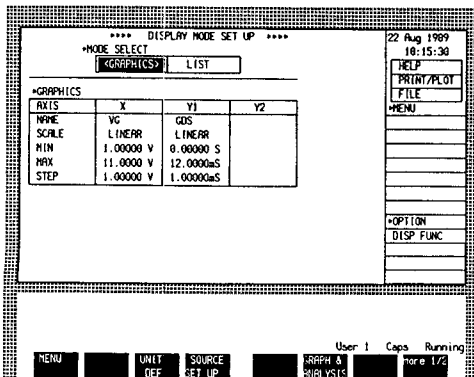 **** DISPLAY MODE SET UP ****
*MODE SELECT
<GRAPHICS> LIST
*GRAPHICS
AXIS X Y1 Y2
NAME VG GDS
SCALE LINEAR LINEAR
MIN 1.00000 V 0.00000 S
MAX 11.0000 V 12.0000mS
STEP 1.00000 V 1.00000mS
22 Aug 1989
10:15:30
HELP
PRINT/PLOT
FILE
*MENU
*OPTION
DISP FUNC
User 1 Caps Running
MENU UNIT DEF SOURCE SET UP GRAPH & ANALYSIS more 1/2